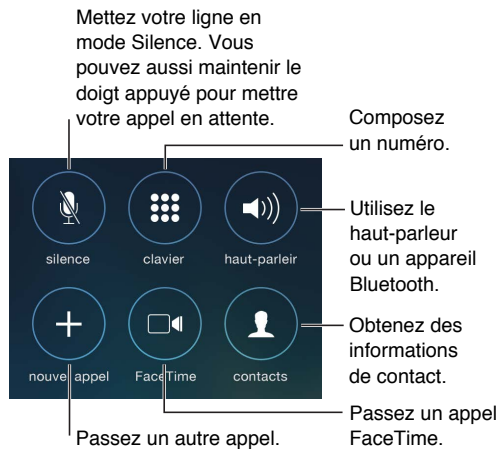 Mettez votre ligne en
mode Silence. Vous
pouvez aussi maintenir le
doigt appuyé pour mettre
votre appel en attente.
Composez
un numéro.
silence
clavier
haut-parleir
Utilisez le
haut-parleur
ou un appareil
Bluetooth.
Obtenez des
informations
de contact.
nouvel appel
FaceTime
contacts
Passez un appel
FaceTime.
Passez un autre appel.